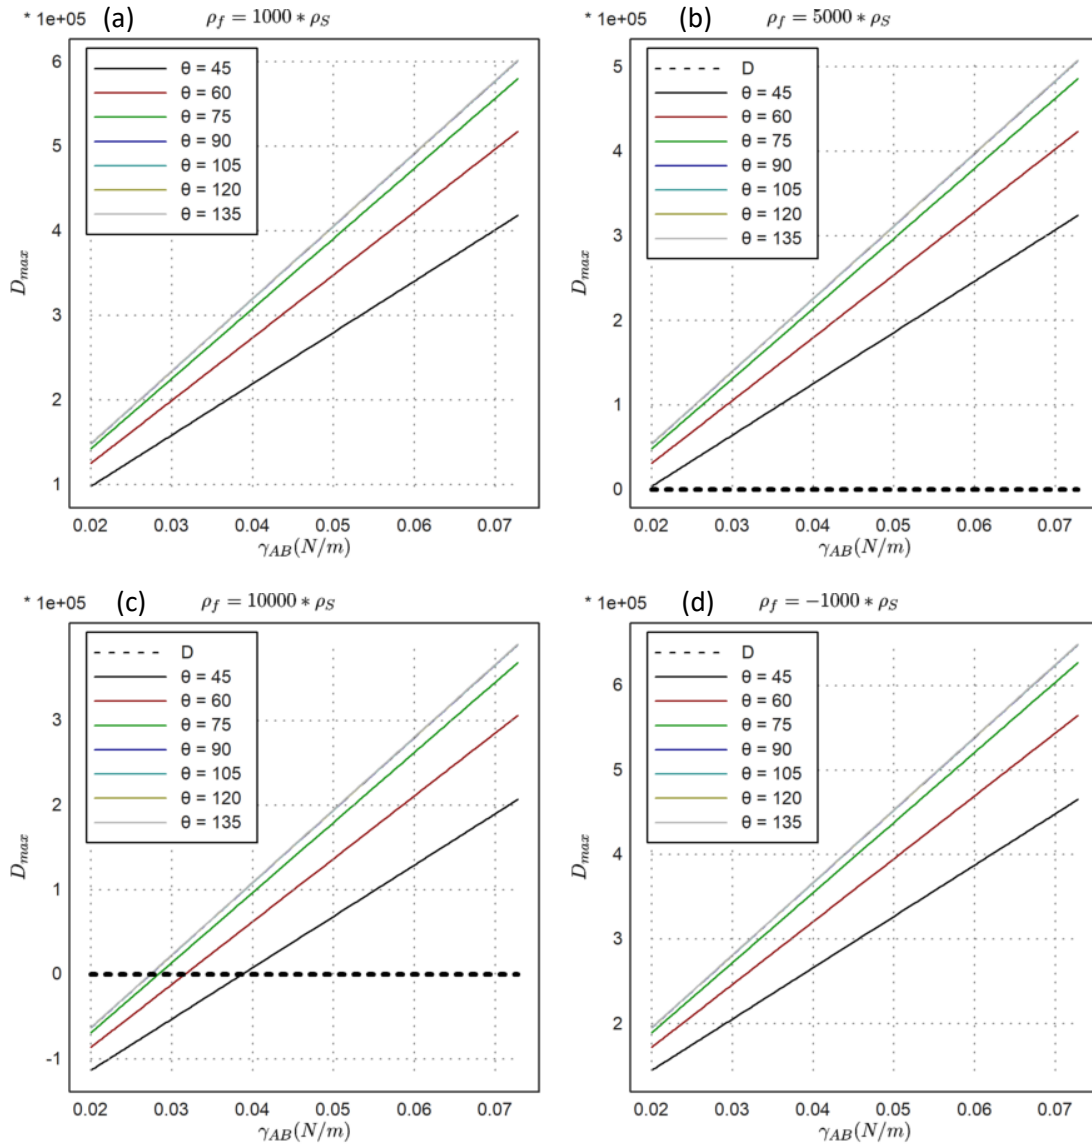 * 1e+05 (a) ρ_f = 1000 * ρ_S
6
5
4
3
2
1
D_max
θ = 45
θ = 60
θ = 75
θ = 90
θ = 105
θ = 120
θ = 135
0.02 0.03 0.04 0.05 0.06 0.07
γ_AB(N/m)
* 1e+05 (b) ρ_f = 5000 * ρ_S
5
4
3
2
1
0
D_max
D
θ = 45
θ = 60
θ = 75
θ = 90
θ = 105
θ = 120
θ = 135
0.02 0.03 0.04 0.05 0.06 0.07
γ_AB(N/m)
* 1e+05 (c) ρ_f = 10000 * ρ_S
3
2
1
0
-1
D_max
D
θ = 45
θ = 60
θ = 75
θ = 90
θ = 105
θ = 120
θ = 135
0.02 0.03 0.04 0.05 0.06 0.07
γ_AB(N/m)
* 1e+05 (d) ρ_f = −1000 * ρ_S
6
5
4
3
2
D_max
D
θ = 45
θ = 60
θ = 75
θ = 90
θ = 105
θ = 120
θ = 135
0.02 0.03 0.04 0.05 0.06 0.07
γ_AB(N/m)